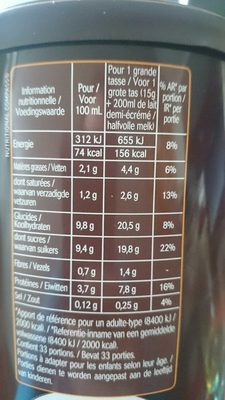 NUTRITIONAL COMPASS®
Information
nutritionnelle /
Voedingswaarde
Pour /
Voor
100 mL
Pour 1 grande
tasse / Voor 1
grote tas (15g
+ 200ml de lait
demi-écrémé /
halfvolle melk)
% AR* par
portion /
IR* per
portie
Energie
312 kJ 655 kJ
74 kcal 156 kcal
8%
Matières grasses / Vetten 2,1 g 4,4 g 6%
dont saturées /
waarvan verzadigde
vetzuren
1,2 g 2,6 g 13%
Glucides /
Koolhydraten
9,8 g 20,5 g 8%
dont sucres /
waarvan suikers
9,4 g 19,8 g 22%
Fibres / Vezels 0,7 g 1,4 g -
Protéines / Eiwitten 3,7 g 7,8 g 16%
Sel / Zout 0,12 g 0,25 g 4%
*Apport de référence pour un adulte-type (8400 kJ /
2000 kcal). / *Referentie-inname van een gemiddelde
volwassene (8400 kJ / 2000 kcal).
Contient 33 portions. / Bevat 33 porties.
Portions à adapter pour les enfants selon leur âge. /
Porties dienen te worden aangepast aan de leeftijd
van kinderen.